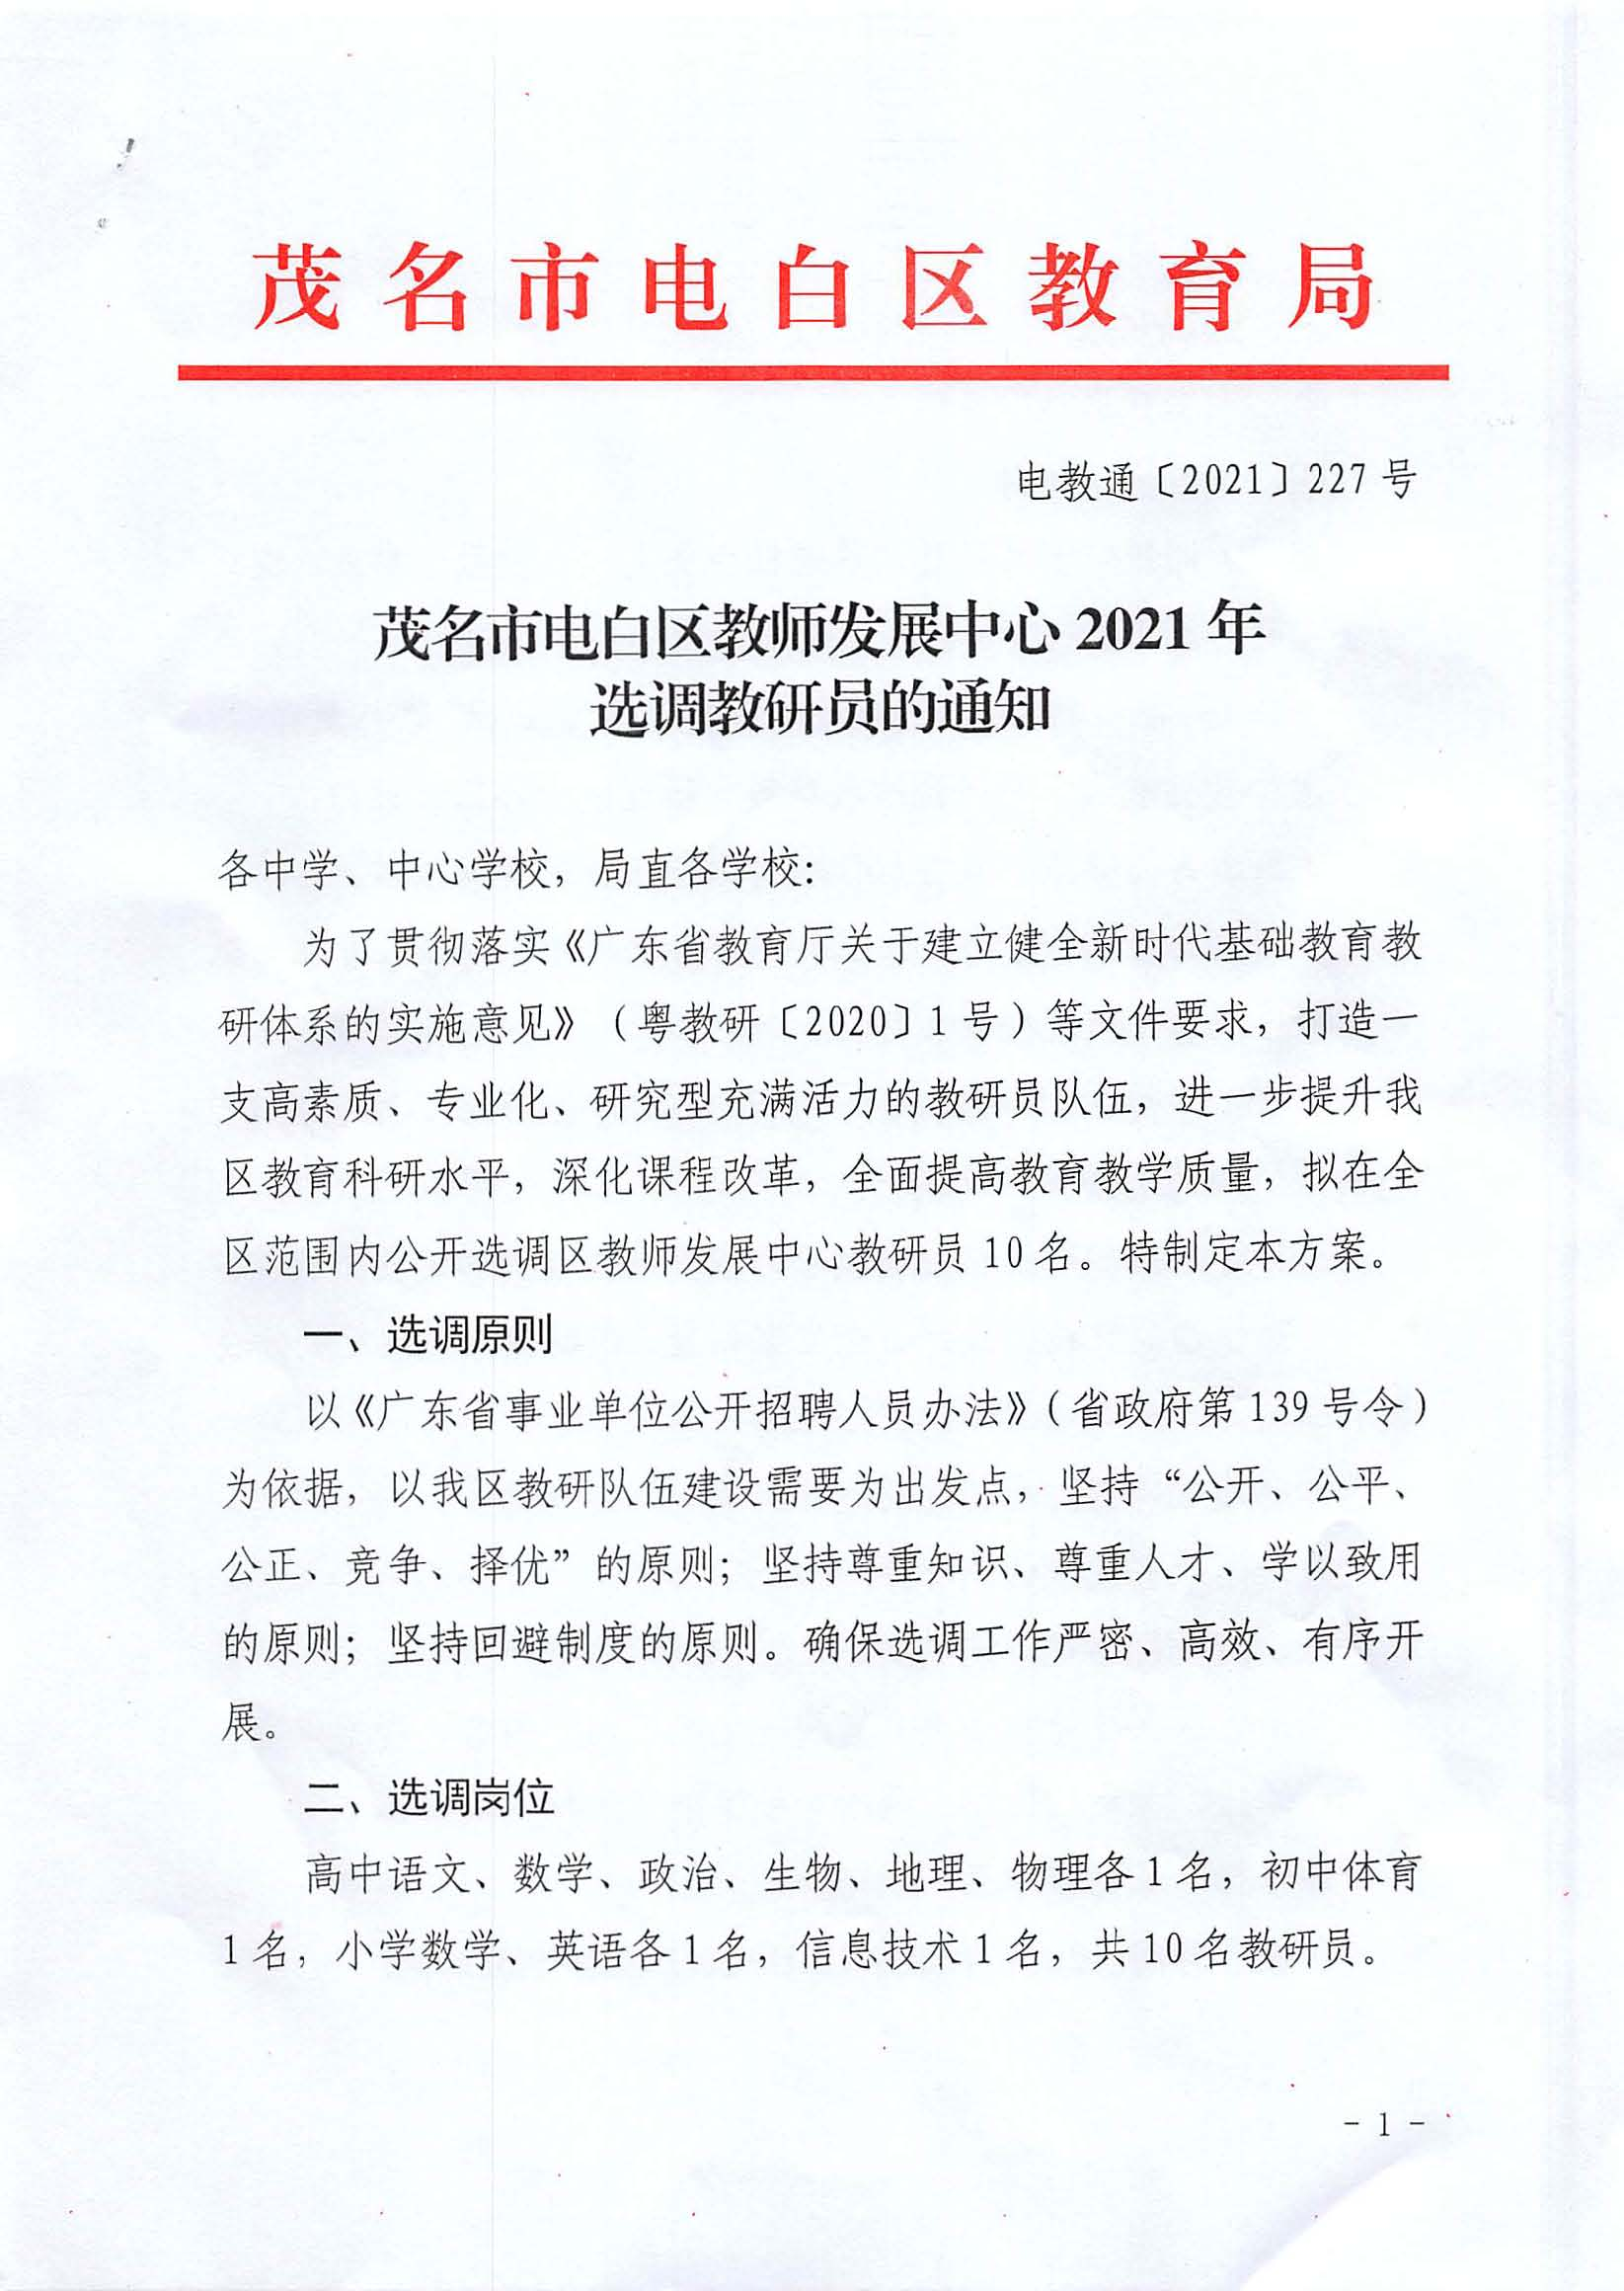 茂名市电白区教育局
电教通〔2021〕227号
茂名市电白区教师发展中心2021年
选调教研员的通知
各中学、中心学校，局直各学校：
为了贯彻落实《广东省教育厅关于建立健全新时代基础教育教
研体系的实施意见》（粤教研〔2020〕1号）等文件要求，打造一
支高素质、专业化、研究型充满活力的教研员队伍，进一步提升我
区教育科研水平，深化课程改革，全面提高教育教学质量，拟在全
区范围内公开选调区教师发展中心教研员10名。特制定本方案。
一、选调原则
以《广东省事业单位公开招聘人员办法》（省政府第139号令）
为依据，以我区教研队伍建设需要为出发点，坚持“公开、公平、
公正、竞争、择优”的原则；坚持尊重知识、尊重人才、学以致用
的原则；坚持回避制度的原则。确保选调工作严密、高效、有序开
展。
二、选调岗位
高中语文、数学、政治、生物、地理、物理各1名，初中体育
1名，小学数学、英语各1名，信息技术1名，共10名教研员。
- 1 -